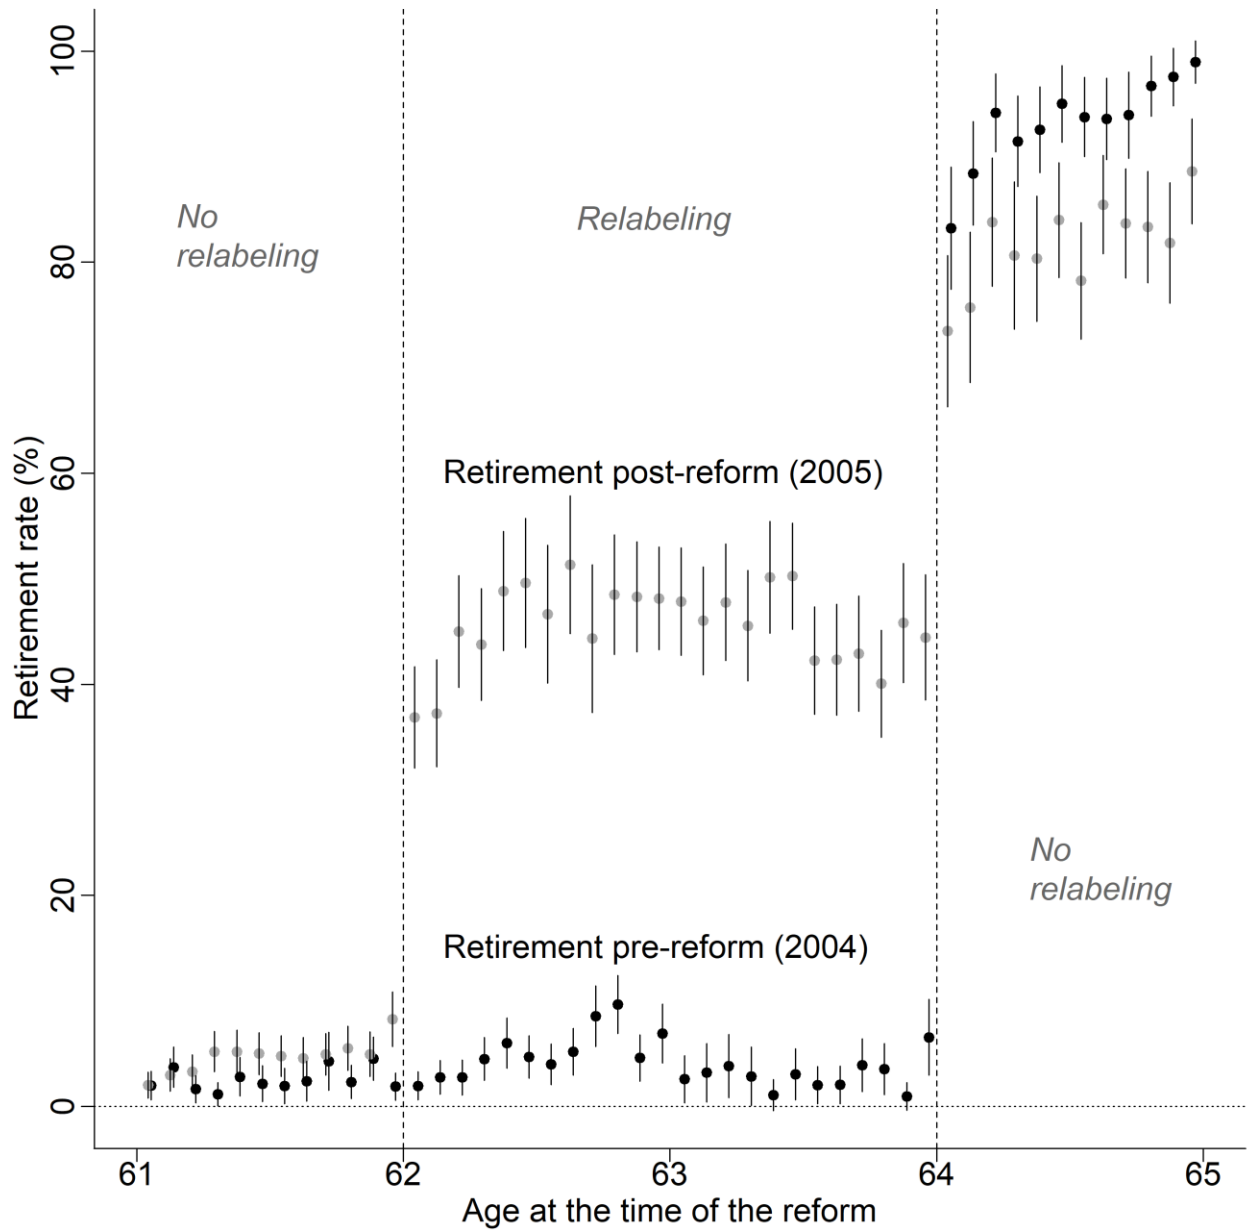 100
80
60
40
20
0
Retirement rate (%)
No
relabeling
Relabeling
Retirement post-reform (2005)
No
relabeling
Retirement pre-reform (2004)
61 62 63 64 65
Age at the time of the reform